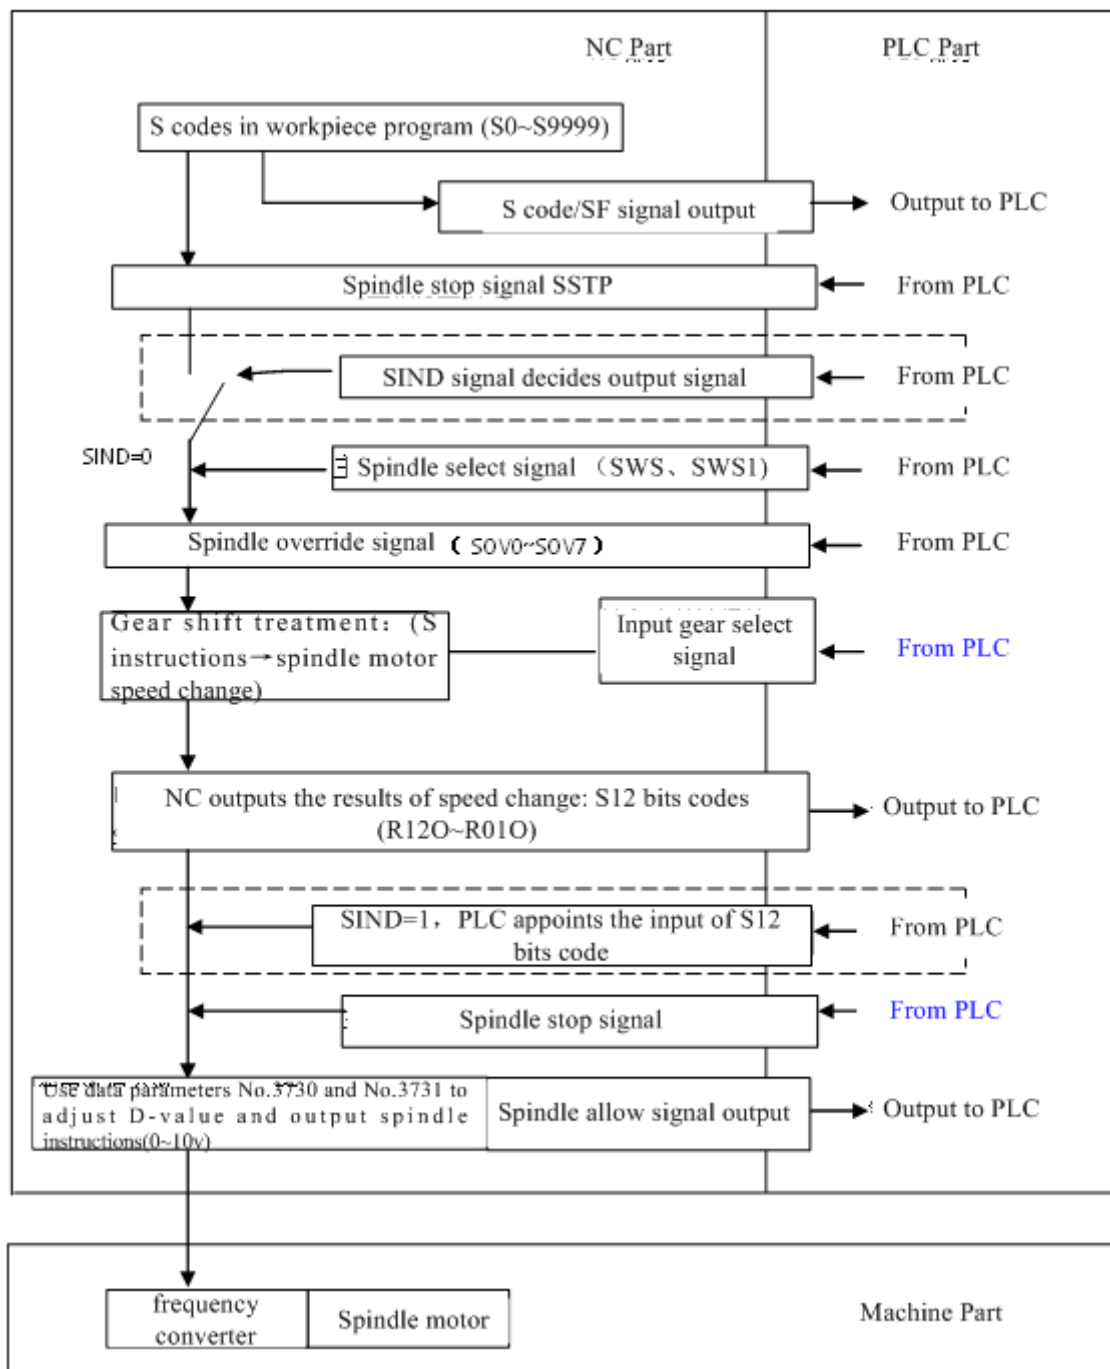 NC Part
PLC Part
S codes in workpiece program (S0~S9999)
S code/SF signal output
Output to PLC
Spindle stop signal SSTP
From PLC
SIND signal decides output signal
From PLC
SIND=0
Spindle select signal （SWS、SWS1)
From PLC
Spindle override signal ( SOV0~SOV7 )
From PLC
Gear shift treatment: (S
instructions→spindle motor
speed change)
Input gear select
signal
From PLC
NC outputs the results of speed change: S12 bits codes
(R12O~R01O)
Output to PLC
SIND=1，PLC appoints the input of S12
bits code
From PLC
Spindle stop signal
From PLC
Use data parameters No.3730 and No.3731 to
adjust D-value and output spindle
instructions(0~10v)
Spindle allow signal output
Output to PLC
frequency
converter
Spindle motor
Machine Part